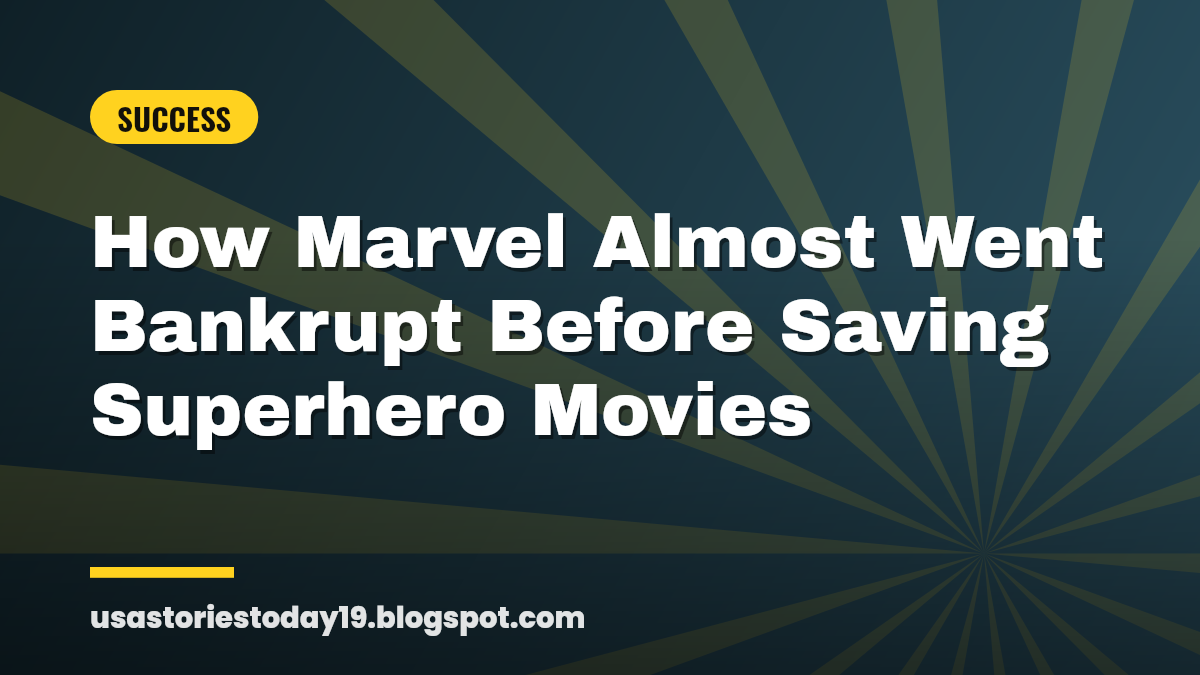 SUCCESS
How Marvel Almost Went
Bankrupt Before Saving
Superhero Movies
usastoriestoday19.blogspot.com